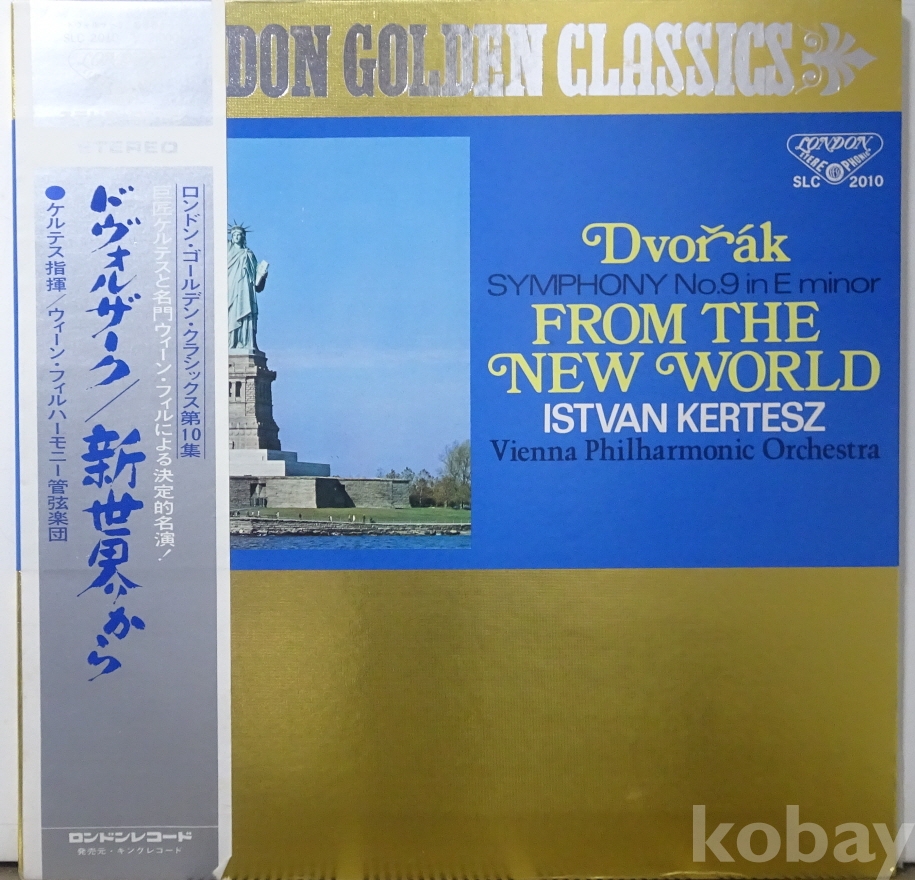 DON GOLDEN CLASSICS
LONDON
STEREO PHONIC
SLC 2010
Dvořák
SYMPHONY No.9 in E minor
FROM THE
NEW WORLD
ISTVAN KERTESZ
Vienna Philharmonic Orchestra
STEREO
ロンドン・ゴールデン・クラシックス第10集
巨匠ケルテスと名門ウィーン・フィルによる決定的名演!
ドヴォルザーク/新世界から
●ケルテス指揮/ウィーン・フィルハーモニー管弦楽団
ロンドンレコード
発売元・キングレコード
kobay